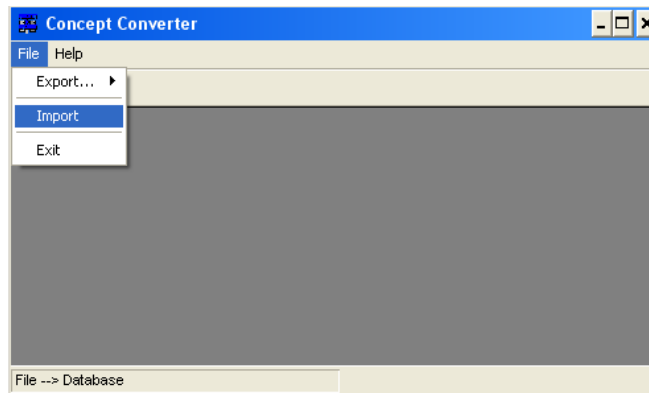 Concept Converter
File Help
Export...
Import
Exit
File --> Database